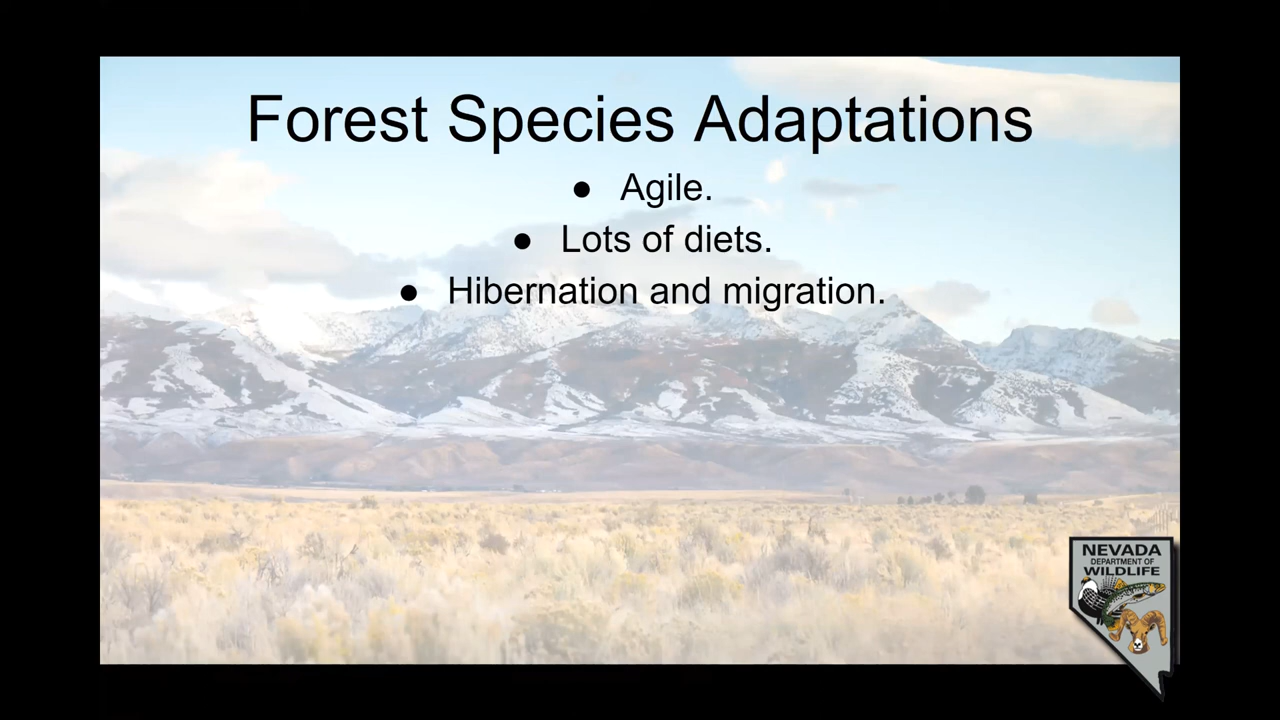 Forest Species Adaptations
● Agile.
● Lots of diets.
● Hibernation and migration.
NEVADA
DEPARTMENT OF
WILDLIFE